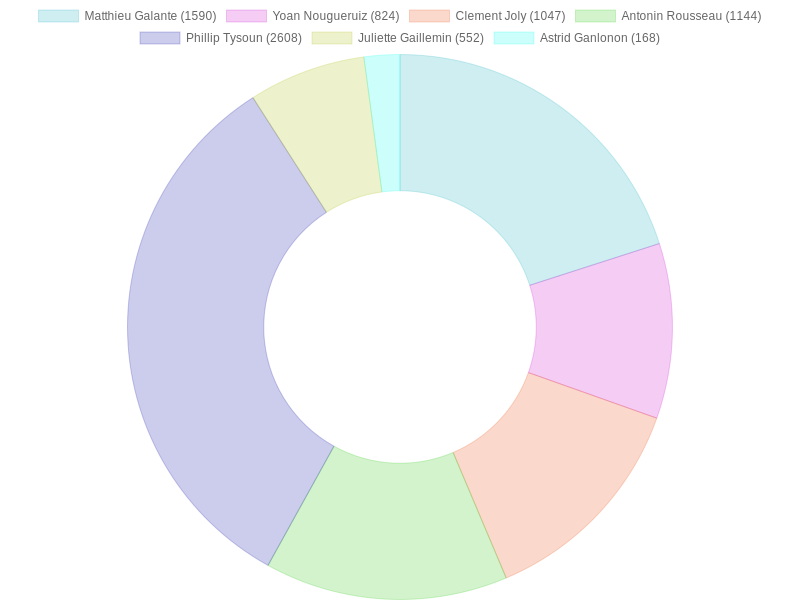 Matthieu Galante (1590) Yoan Nougueruiz (824) Clement Joly (1047) Antonin Rousseau (1144)
Phillip Tysoun (2608) Juliette Gaillemin (552) Astrid Ganlonon (168)